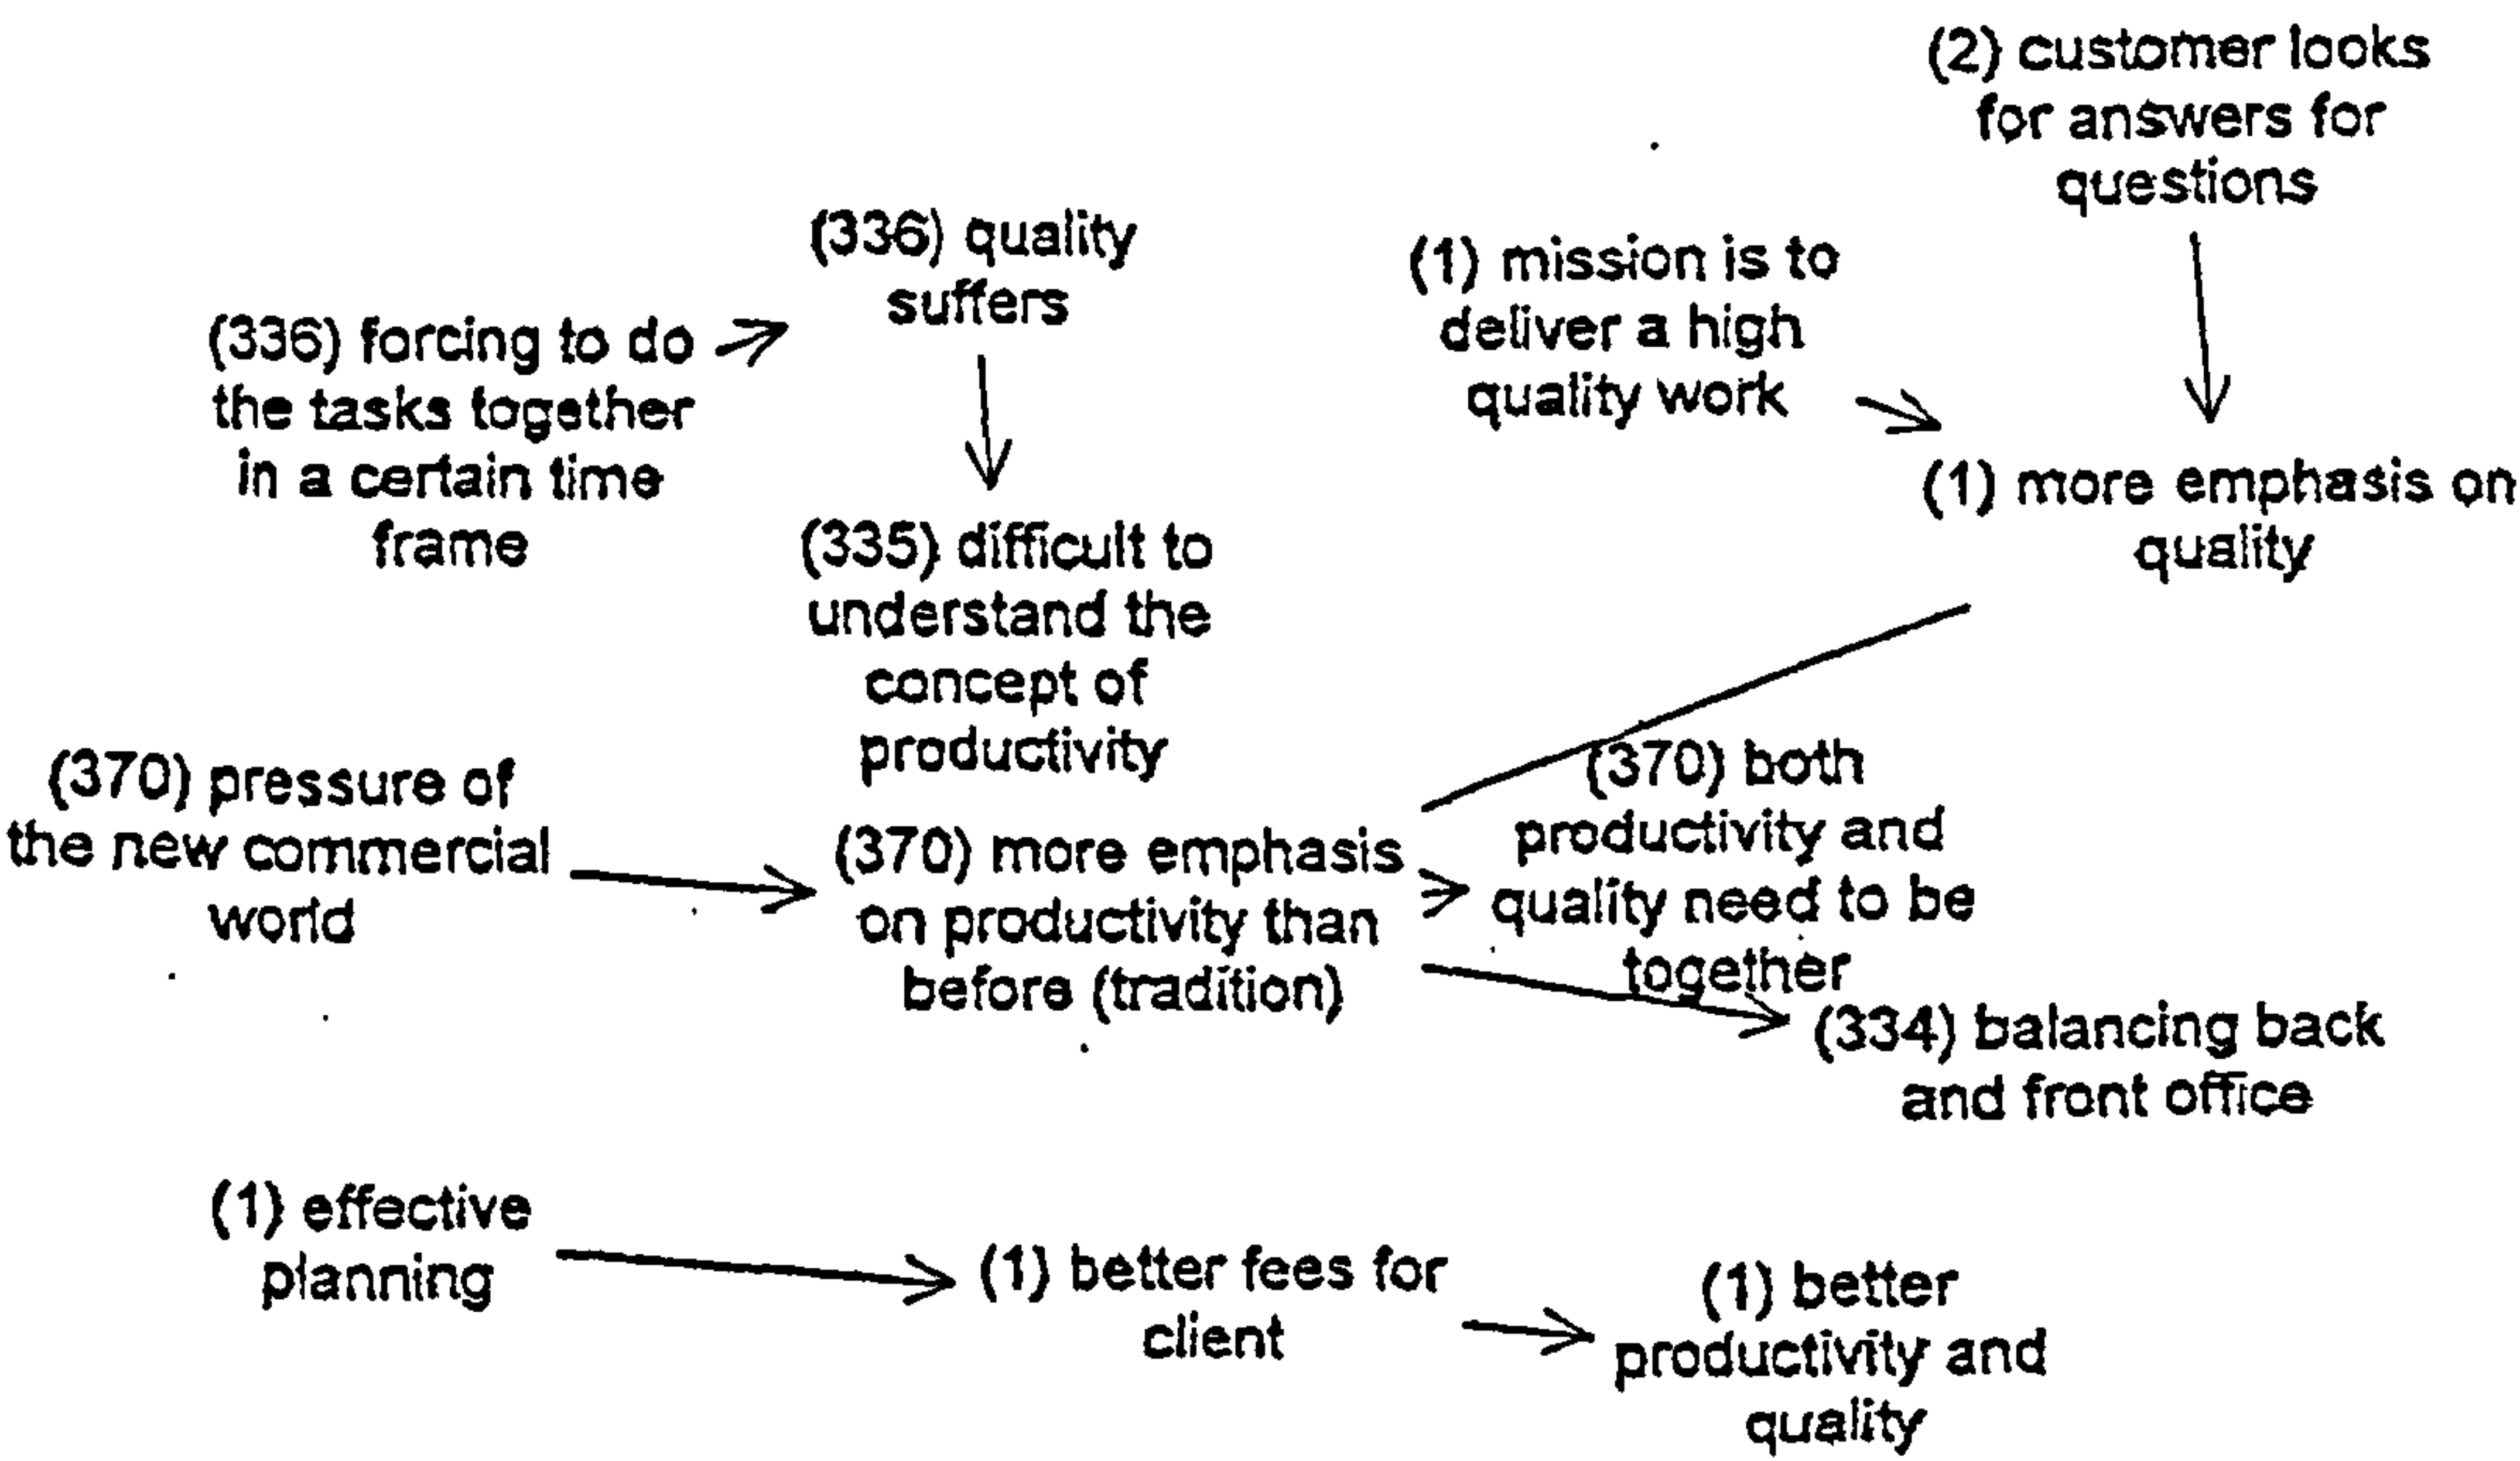 (2) customer looks
for answers for
questions
(336) quality
suffers
(1) mission is to
deliver a high
quality work
(336) forcing to do
the tasks together
in a certain time
frame
(1) more emphasis on
quality
(335) difficult to
understand the
concept of
productivity
(370) pressure of
the new commercial
world
(370) more emphasis
on productivity than
before (tradition)
(370) both
productivity and
quality need to be
together
(334) balancing back
and front office
(1) effective
planning
(1) better fees for
client
(1) better
productivity and
quality